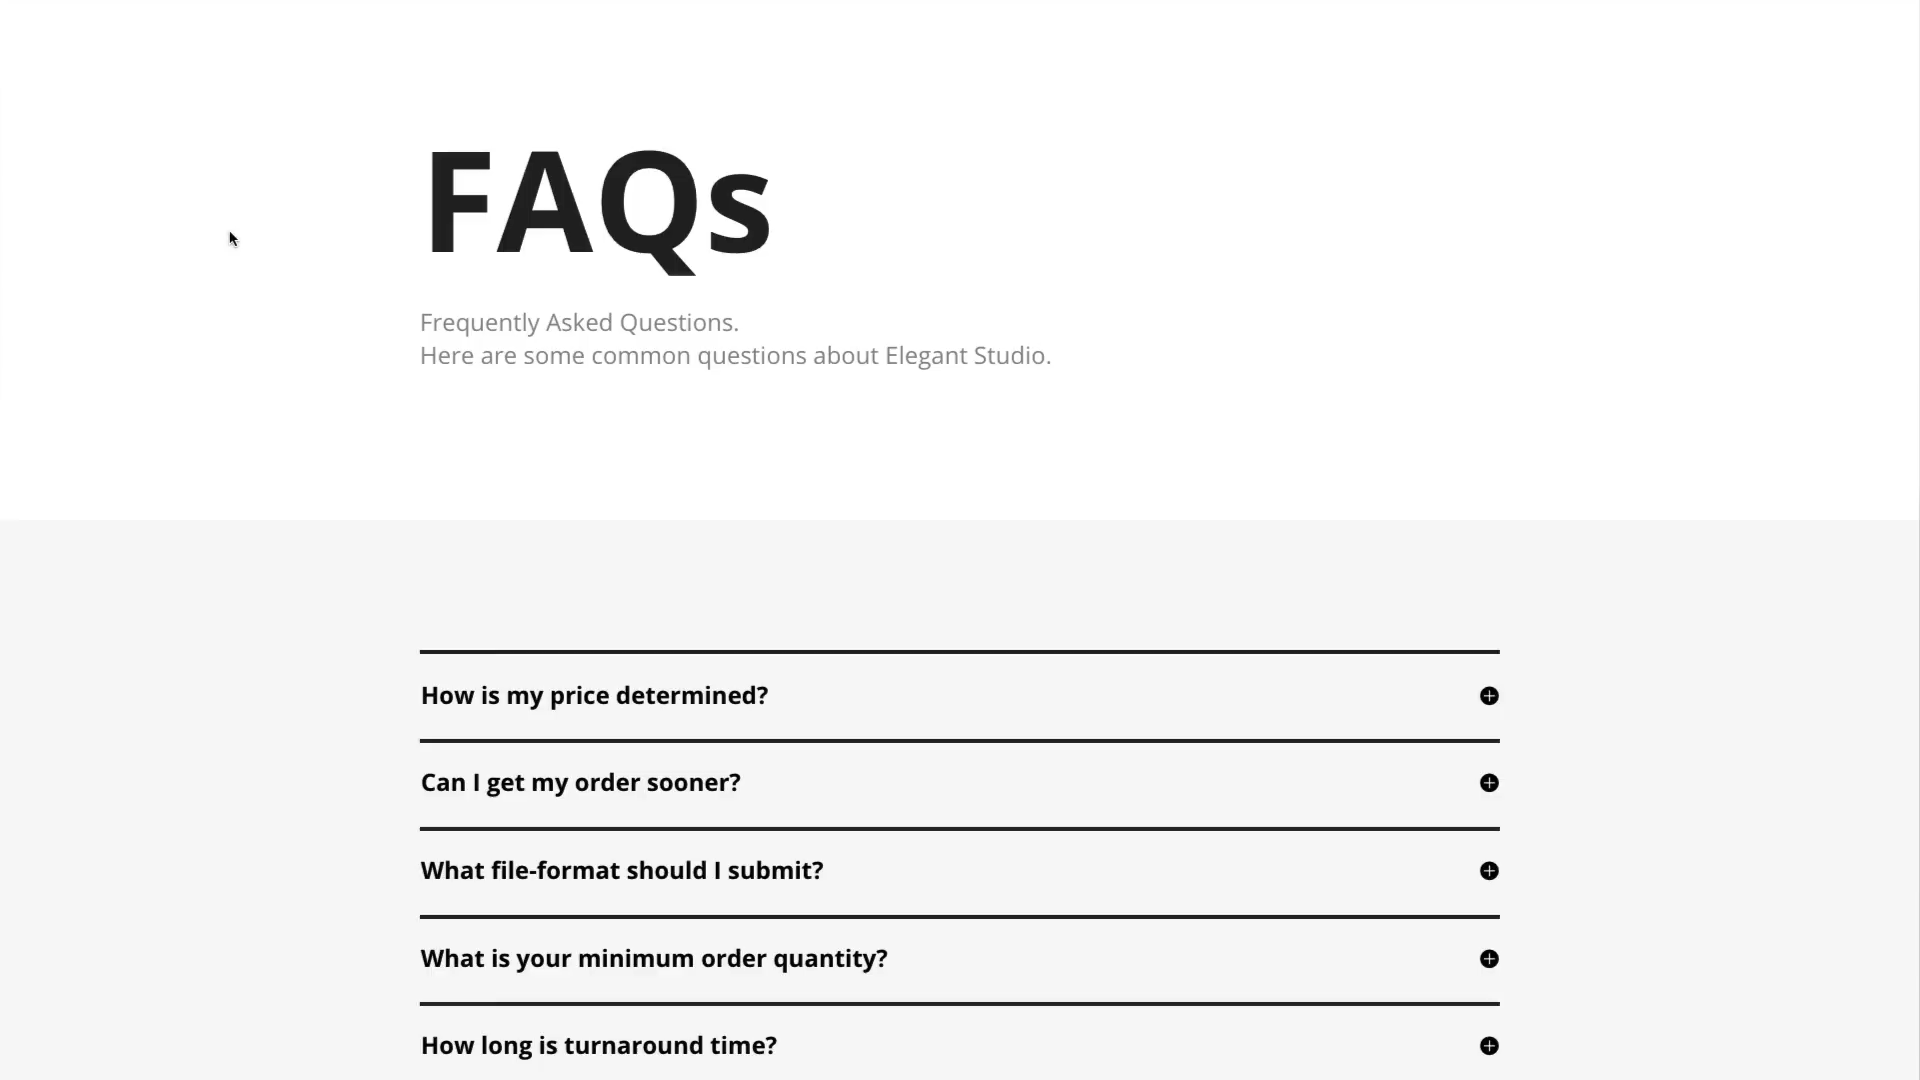 FAQs
Frequently Asked Questions.
Here are some common questions about Elegant Studio.
How is my price determined?
Can I get my order sooner?
What file-format should I submit?
What is your minimum order quantity?
How long is turnaround time?